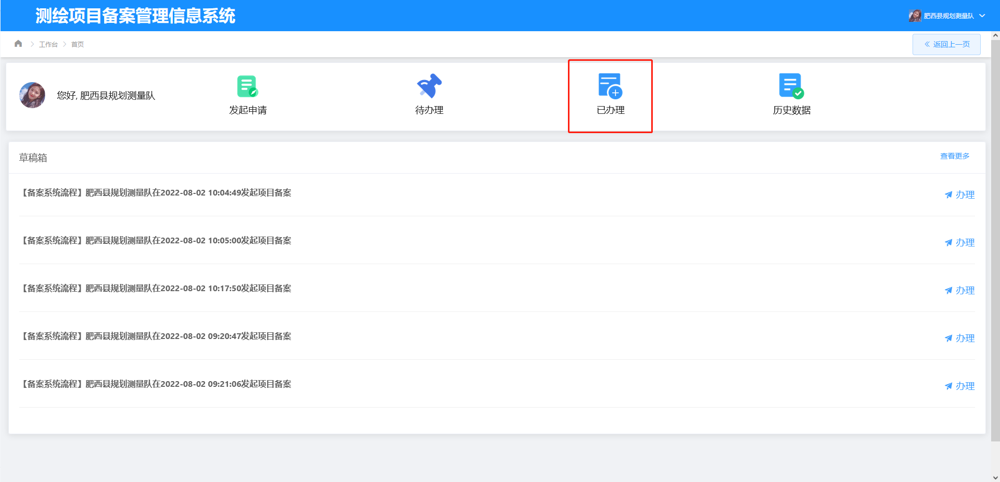 测绘项目备案管理信息系统
肥西县规划测量队
工作台
首页
返回上一页
您好, 肥西县规划测量队
发起申请
待办理
已办理
历史数据
草稿箱
查看更多
【备案系统流程】肥西县规划测量队在2022-08-02 10:04:49发起项目备案
办理
【备案系统流程】肥西县规划测量队在2022-08-02 10:05:00发起项目备案
办理
【备案系统流程】肥西县规划测量队在2022-08-02 10:17:50发起项目备案
办理
【备案系统流程】肥西县规划测量队在2022-08-02 09:20:47发起项目备案
办理
【备案系统流程】肥西县规划测量队在2022-08-02 09:21:06发起项目备案
办理